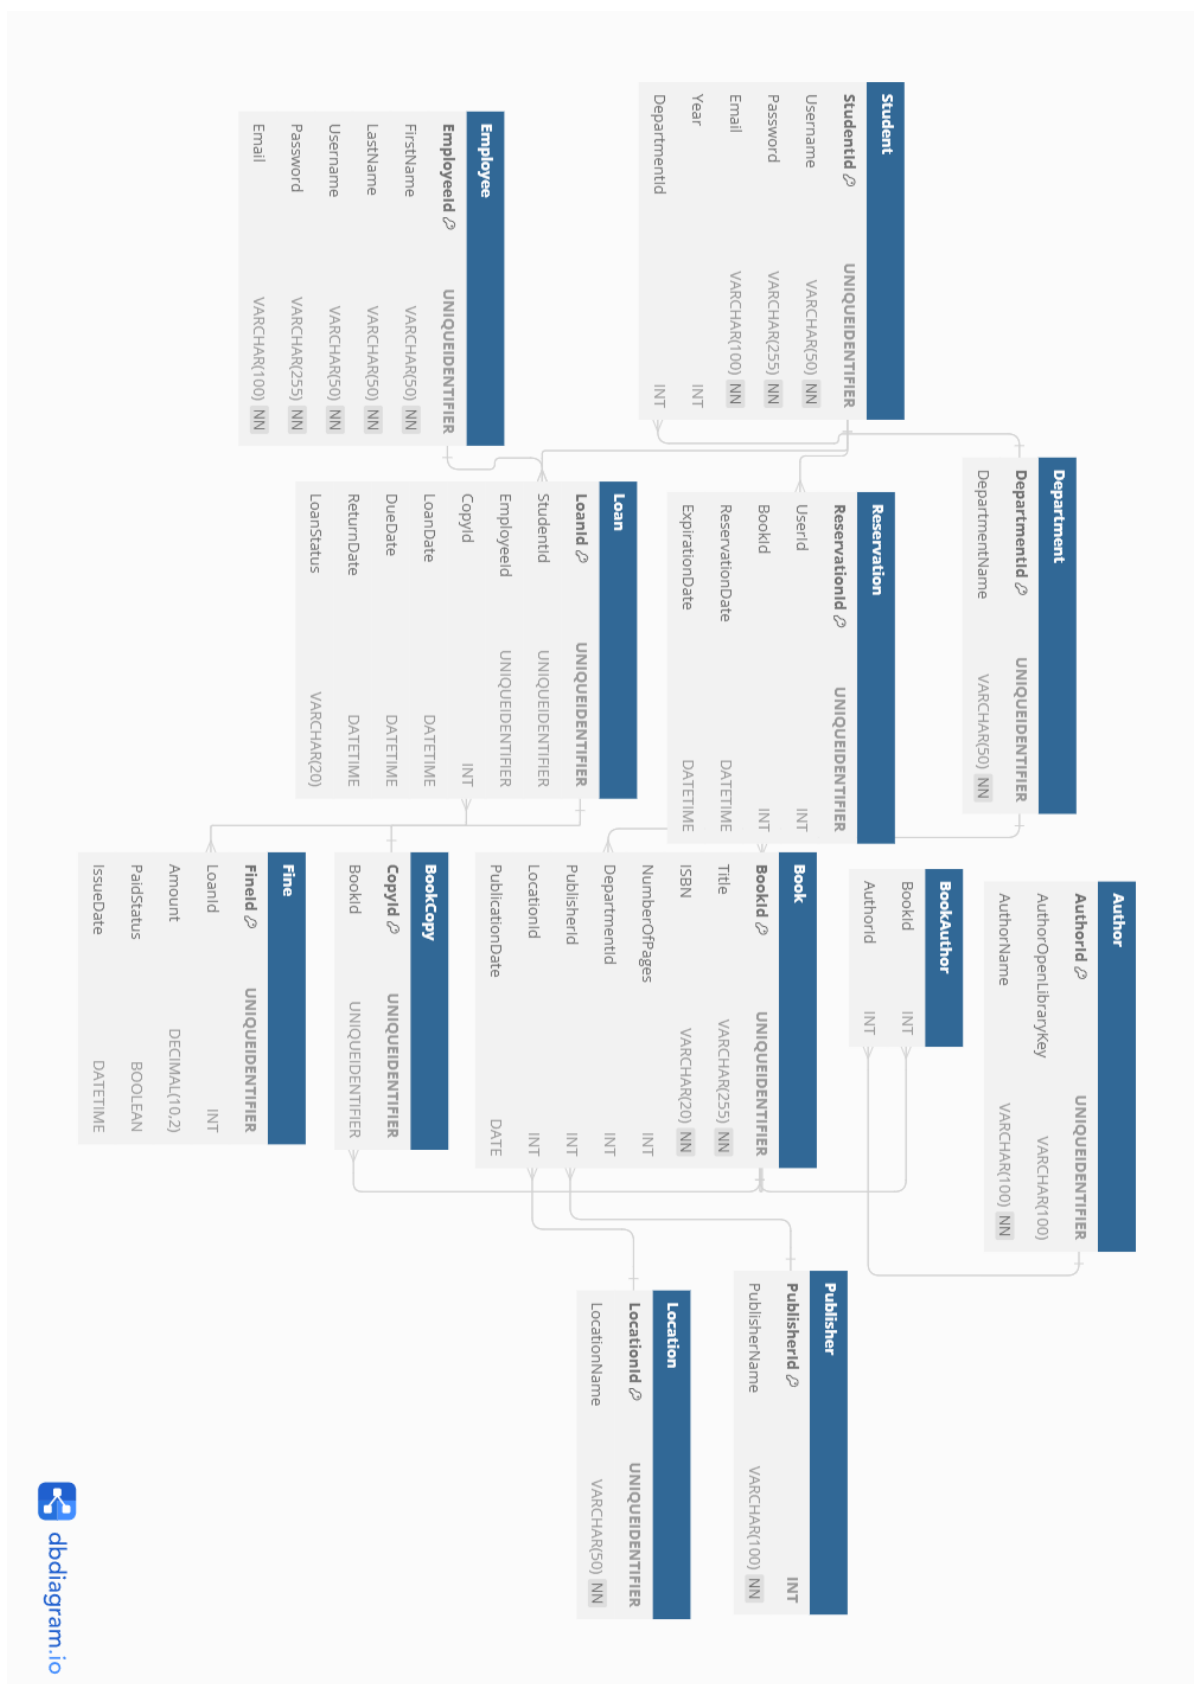 Student
StudentId UNIQUEIDENTIFIER
Username VARCHAR(50) NN
Password VARCHAR(255) NN
Email VARCHAR(100) NN
Year INT
DepartmentId INT
Employee
EmployeeId UNIQUEIDENTIFIER
FirstName VARCHAR(50) NN
LastName VARCHAR(50) NN
Username VARCHAR(50) NN
Password VARCHAR(255) NN
Email VARCHAR(100) NN
Department
DepartmentId UNIQUEIDENTIFIER
DepartmentName VARCHAR(50) NN
Reservation
ReservationId UNIQUEIDENTIFIER
UserId INT
BookId INT
ReservationDate DATETIME
ExpirationDate DATETIME
Loan
LoanId UNIQUEIDENTIFIER
StudentId UNIQUEIDENTIFIER
EmployeeId UNIQUEIDENTIFIER
CopyId INT
LoanDate DATETIME
DueDate DATETIME
ReturnDate DATETIME
LoanStatus VARCHAR(20)
Author
AuthorId UNIQUEIDENTIFIER
AuthorOpenLibraryKey VARCHAR(100)
AuthorName VARCHAR(100) NN
BookAuthor
BookId INT
AuthorId INT
Book
BookId UNIQUEIDENTIFIER
Title VARCHAR(255) NN
ISBN VARCHAR(20) NN
NumberOfPages INT
DepartmentId INT
PublisherId INT
LocationId INT
PublicationDate DATE
BookCopy
CopyId UNIQUEIDENTIFIER
BookId UNIQUEIDENTIFIER
Fine
FineId UNIQUEIDENTIFIER
LoanId INT
Amount DECIMAL(10,2)
PaidStatus BOOLEAN
IssueDate DATETIME
Publisher
PublisherId INT
PublisherName VARCHAR(100) NN
Location
LocationId UNIQUEIDENTIFIER
LocationName VARCHAR(50) NN
dbdiagram.io